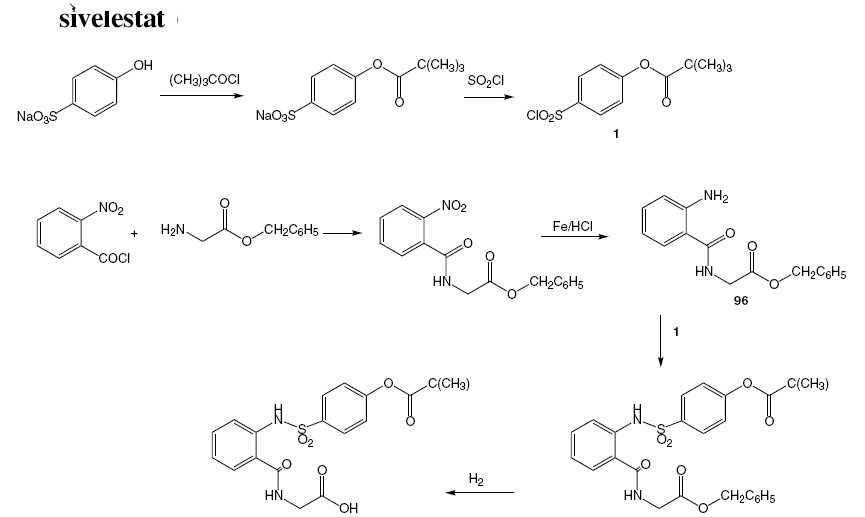 sivelestat
OH
NaO3S
(CH3)3COCl
O
C(CH3)3
O
NaO3S
SO2Cl
O
C(CH3)3
O
ClO2S
1
NO2
COCl
+
H2N
O
O
CH2C6H5
NO2
O
HN
O
O
CH2C6H5
Fe/HCl
NH2
O
HN
O
O
CH2C6H5
96
1
O
C(CH3)
O
H
N
S
O2
O
HN
O
OH
H2
O
C(CH3)
O
H
N
S
O2
O
HN
O
O
CH2C6H5